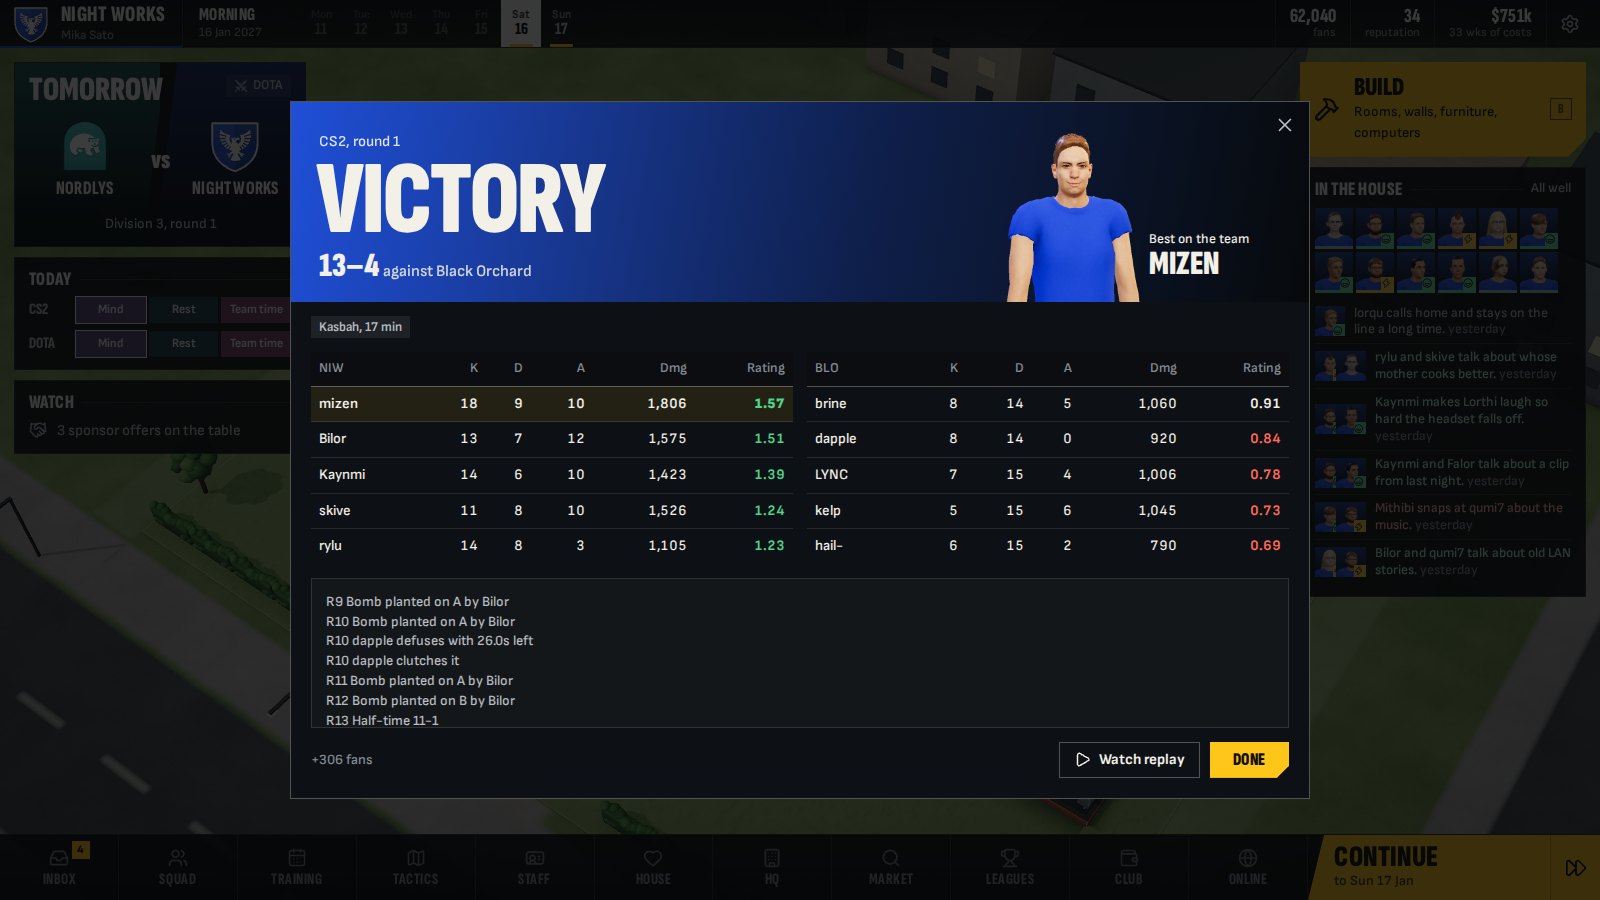 NIGHT WORKS
Mika Sato
MORNING
16 Jan 2027
Mon
11
Tue
12
Wed
13
Thu
14
Fri
15
Sat
16
Sun
17
62,040
fans
34
reputation
$751k
33 wks of costs
TOMORROW
DOTA
VS
NORDLYS
NIGHT WORKS
Division 3, round 1
TODAY
CS2 Mind Rest Team time
DOTA Mind Rest Team time
WATCH
3 sponsor offers on the table
CS2, round 1
VICTORY
13–4 against Black Orchard
Best on the team
MIZEN
Kasbah, 17 min
NIW K D A Dmg Rating
mizen 18 9 10 1,806 1.57
Bilor 13 7 12 1,575 1.51
Kaynmi 14 6 10 1,423 1.39
skive 11 8 10 1,526 1.24
rylu 14 8 3 1,105 1.23
BLO K D A Dmg Rating
brine 8 14 5 1,060 0.91
dapple 8 14 0 920 0.84
LYNC 7 15 4 1,006 0.78
kelp 5 15 6 1,045 0.73
hail- 6 15 2 790 0.69
R9 Bomb planted on A by Bilor
R10 Bomb planted on A by Bilor
R10 dapple defuses with 26.0s left
R10 dapple clutches it
R11 Bomb planted on A by Bilor
R12 Bomb planted on B by Bilor
R13 Half-time 11-1
+306 fans
Watch replay
DONE
BUILD
Rooms, walls, furniture,
computers
B
IN THE HOUSE All well
lorqu calls home and stays on the
line a long time. yesterday
rylu and skive talk about whose
mother cooks better. yesterday
Kaynmi makes Lorthi laugh so
hard the headset falls off.
yesterday
Kaynmi and Falor talk about a clip
from last night. yesterday
Mithibi snaps at qumi7 about the
music. yesterday
Bilor and qumi7 talk about old LAN
stories. yesterday
4
INBOX
SQUAD
TRAINING
TACTICS
STAFF
HOUSE
HQ
MARKET
LEAGUES
CLUB
ONLINE
CONTINUE
to Sun 17 Jan